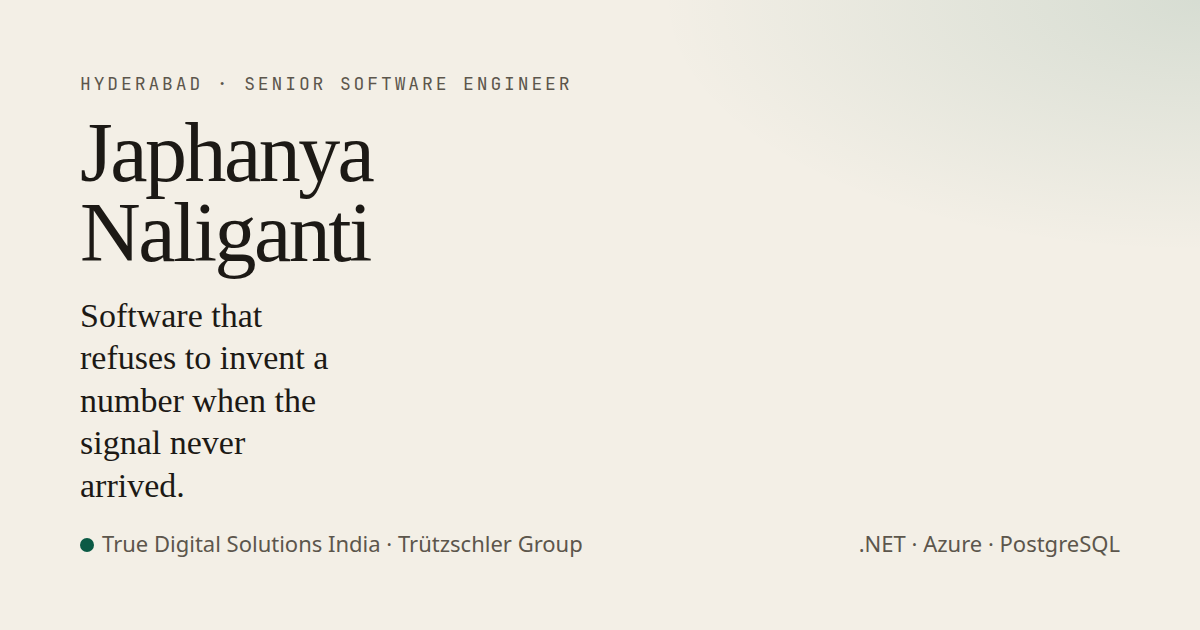 HYDERABAD · SENIOR SOFTWARE ENGINEER
Japhanya
Naliganti
Software that
refuses to invent a
number when the
signal never
arrived.
True Digital Solutions India · Trützschler Group
.NET · Azure · PostgreSQL